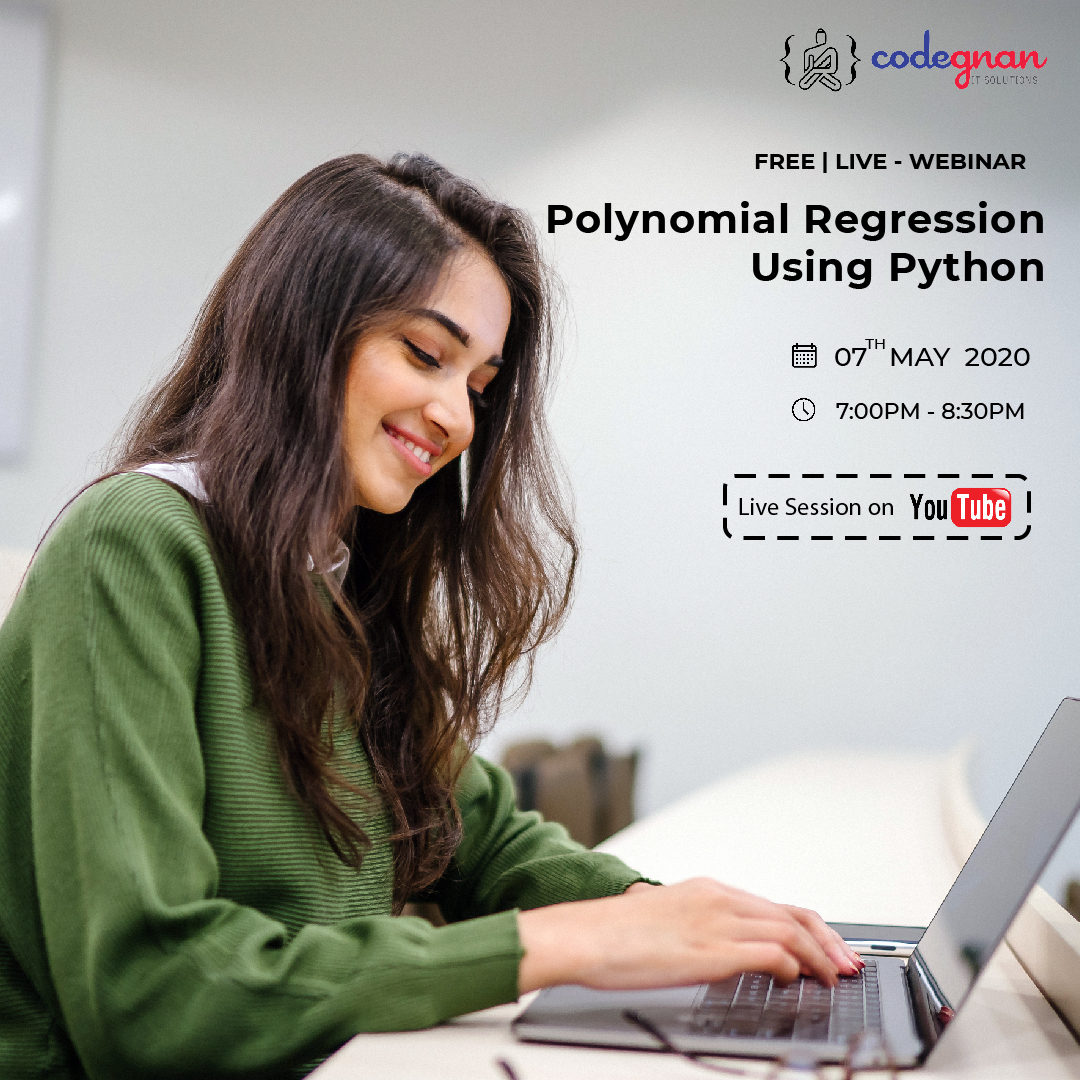 codegnan
IT SOLUTIONS
FREE | LIVE - WEBINAR
Polynomial Regression
Using Python
07TH MAY 2020
7:00PM - 8:30PM
Live Session on YouTube